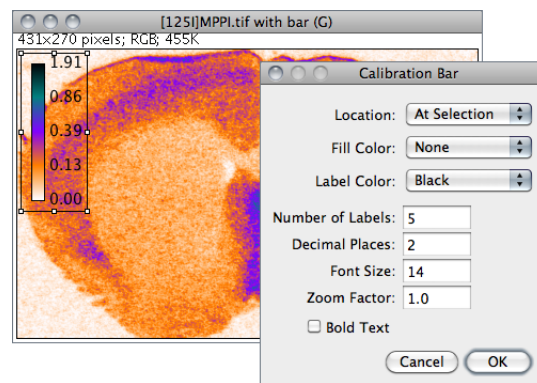 [125I]MPPI.tif with bar (G)
431x270 pixels; RGB; 455K
1.91
0.86
0.39
0.13
0.00
Calibration Bar
Location: At Selection
Fill Color: None
Label Color: Black
Number of Labels: 5
Decimal Places: 2
Font Size: 14
Zoom Factor: 1.0
Bold Text
Cancel OK